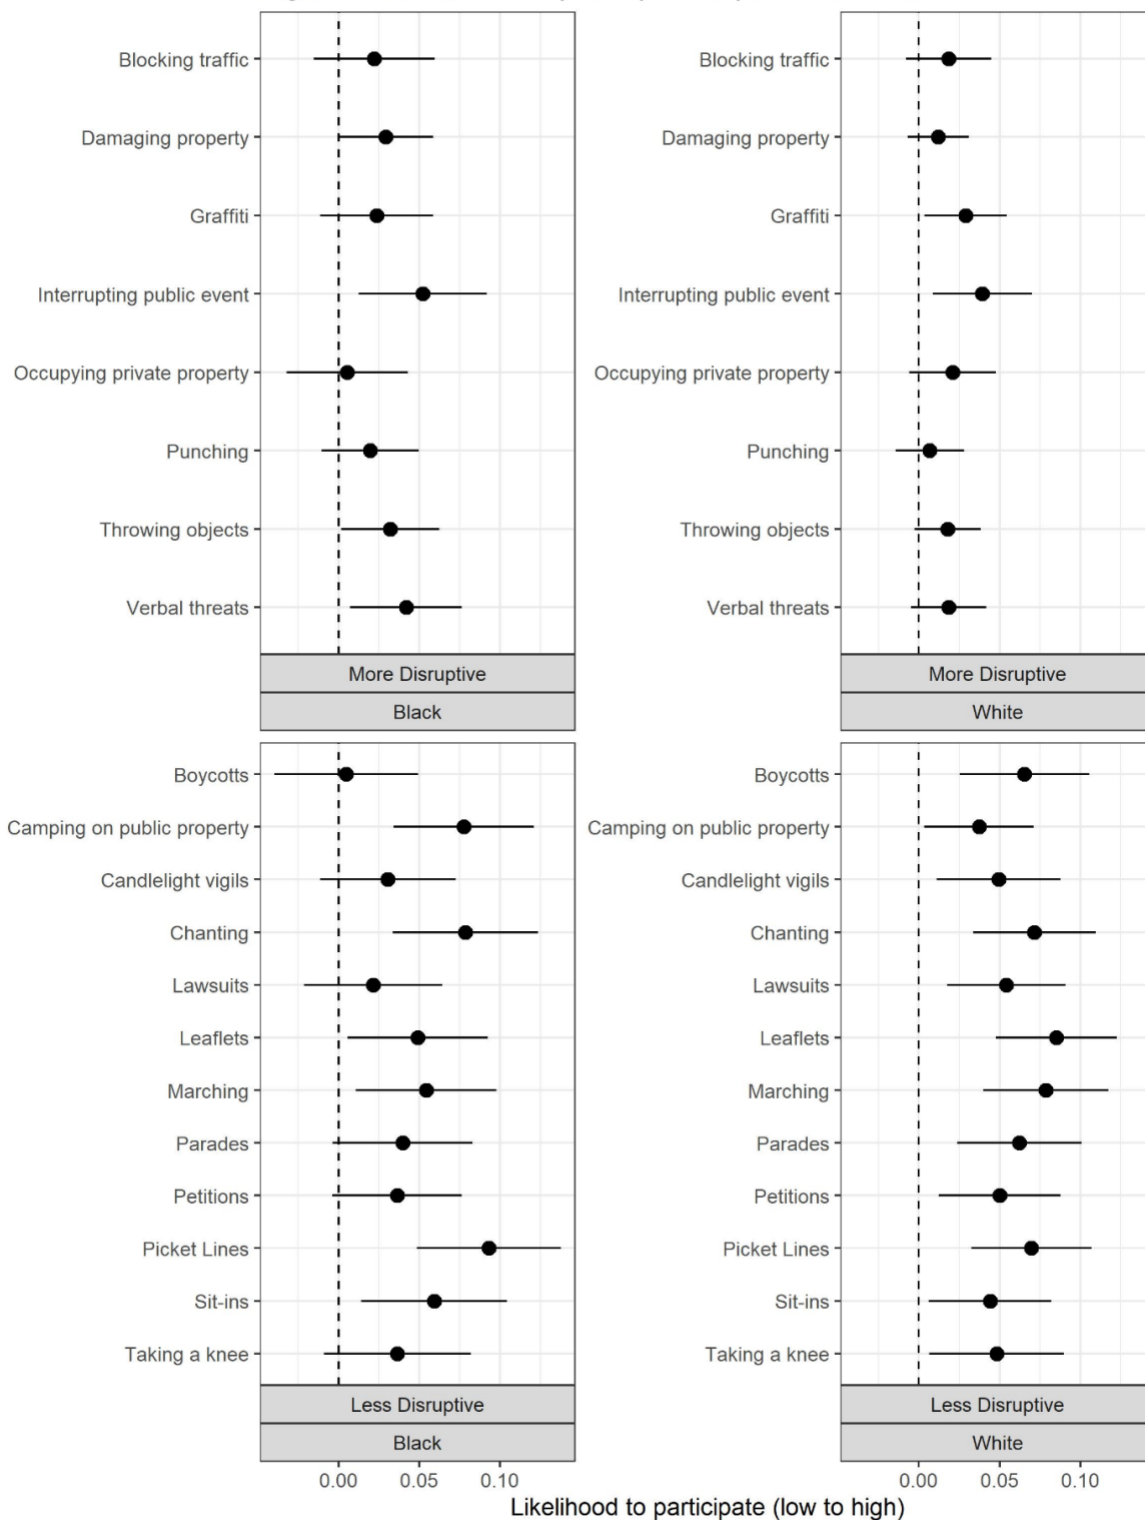 Blocking traffic
Damaging property
Graffiti
Interrupting public event
Occupying private property
Punching
Throwing objects
Verbal threats
More Disruptive
Black
Blocking traffic
Damaging property
Graffiti
Interrupting public event
Occupying private property
Punching
Throwing objects
Verbal threats
More Disruptive
White
Boycotts
Camping on public property
Candlelight vigils
Chanting
Lawsuits
Leaflets
Marching
Parades
Petitions
Picket Lines
Sit-ins
Taking a knee
Less Disruptive
Black
0.00 0.05 0.10
Boycotts
Camping on public property
Candlelight vigils
Chanting
Lawsuits
Leaflets
Marching
Parades
Petitions
Picket Lines
Sit-ins
Taking a knee
Less Disruptive
White
0.00 0.05 0.10
Likelihood to participate (low to high)